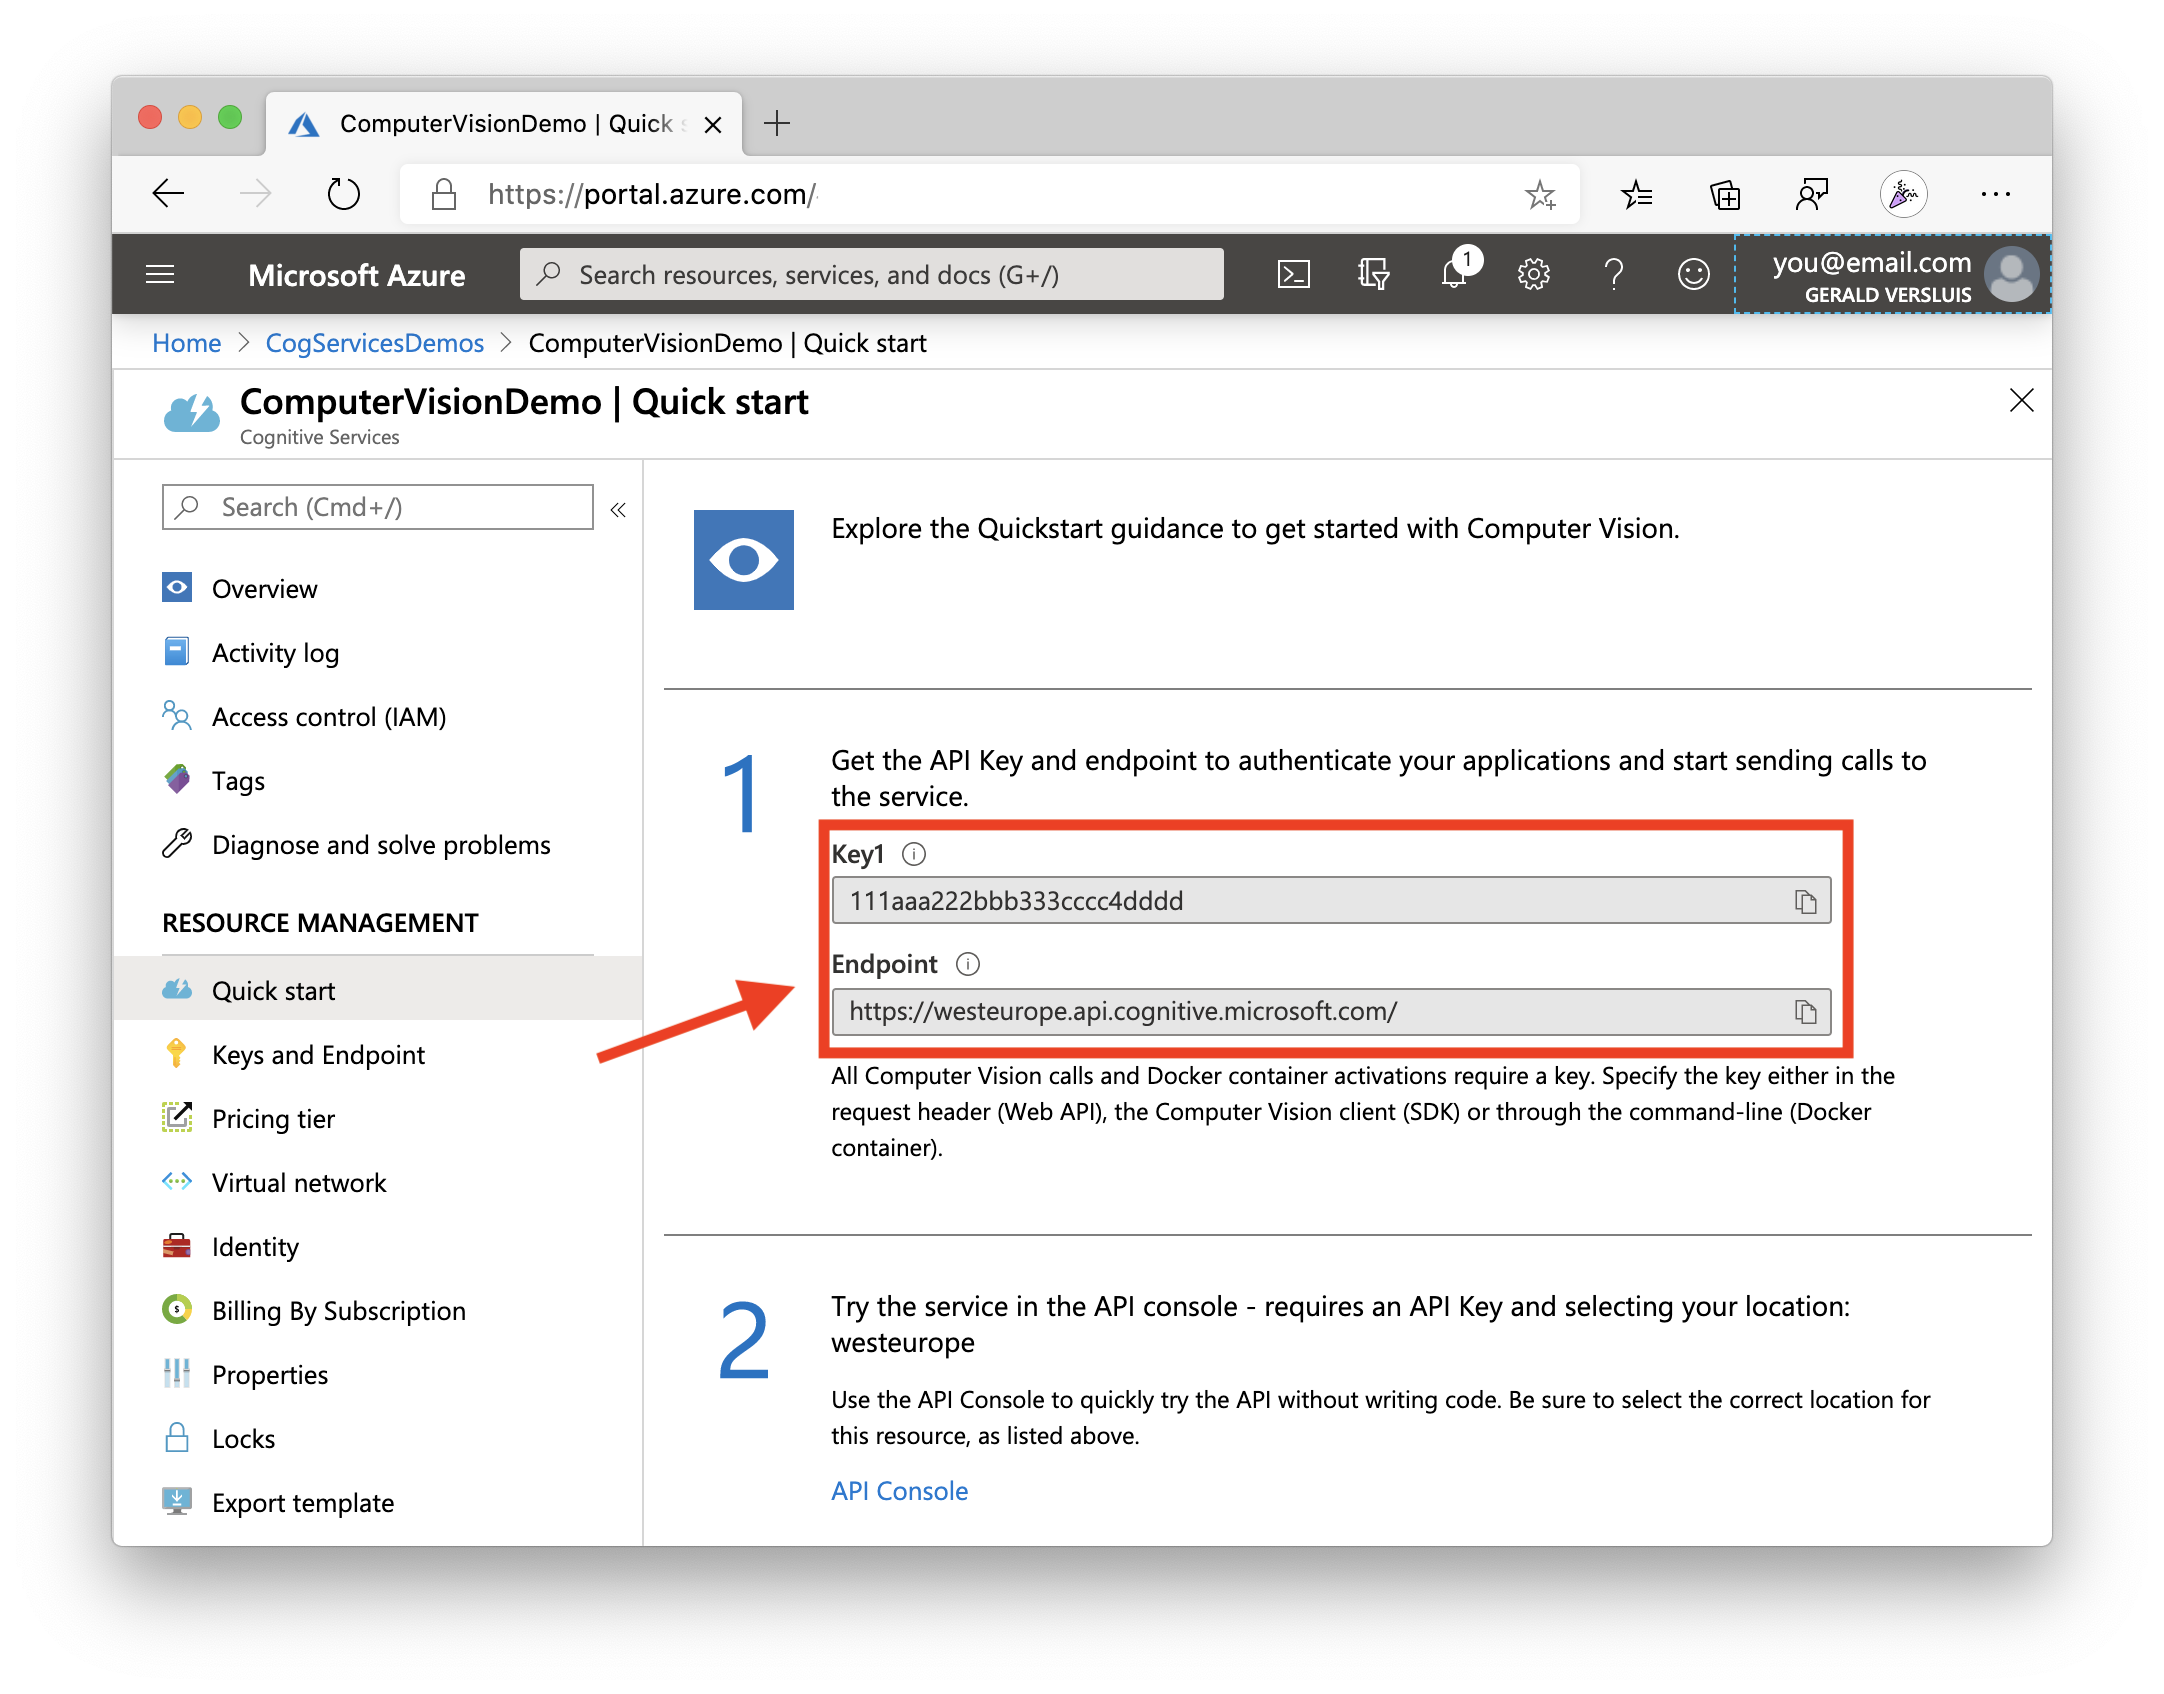 ComputerVisionDemo | Quick
https://portal.azure.com/
Microsoft Azure
Search resources, services, and docs (G+/)
1
you@email.com
GERALD VERSLUIS
Home > CogServicesDemos > ComputerVisionDemo | Quick start
ComputerVisionDemo | Quick start
Cognitive Services
Search (Cmd+/)
«
Overview
Activity log
Access control (IAM)
Tags
Diagnose and solve problems
RESOURCE MANAGEMENT
Quick start
Keys and Endpoint
Pricing tier
Virtual network
Identity
Billing By Subscription
Properties
Locks
Export template
Explore the Quickstart guidance to get started with Computer Vision.
1
Get the API Key and endpoint to authenticate your applications and start sending calls to
the service.
Key1
111aaa222bbb333cccc4dddd
Endpoint
https://westeurope.api.cognitive.microsoft.com/
All Computer Vision calls and Docker container activations require a key. Specify the key either in the
request header (Web API), the Computer Vision client (SDK) or through the command-line (Docker
container).
2
Try the service in the API console - requires an API Key and selecting your location:
westeurope
Use the API Console to quickly try the API without writing code. Be sure to select the correct location for
this resource, as listed above.
API Console